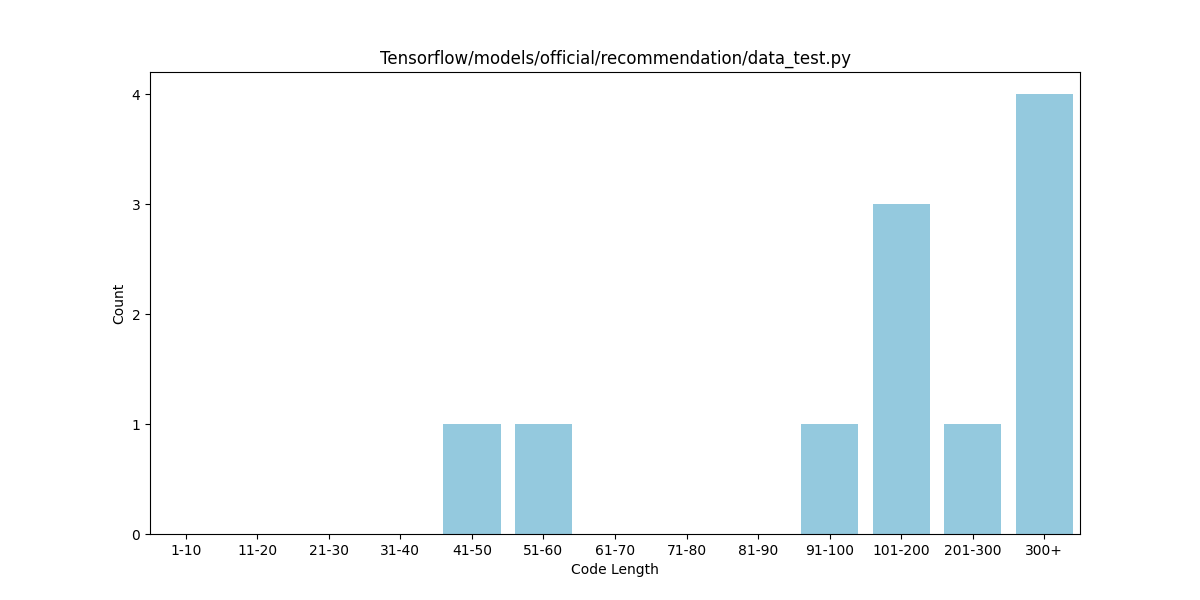 Tensorflow/models/official/recommendation/data_test.py
4
3
2
1
0
Count
1-10 11-20 21-30 31-40 41-50 51-60 61-70 71-80 81-90 91-100 101-200 201-300 300+
Code Length